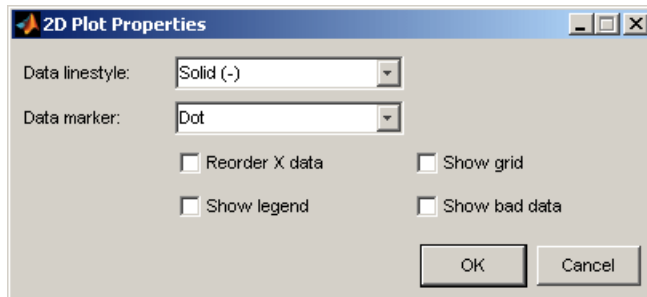 2D Plot Properties
Data linestyle: Solid (-)
Data marker: Dot
Reorder X data Show grid
Show legend Show bad data
OK Cancel